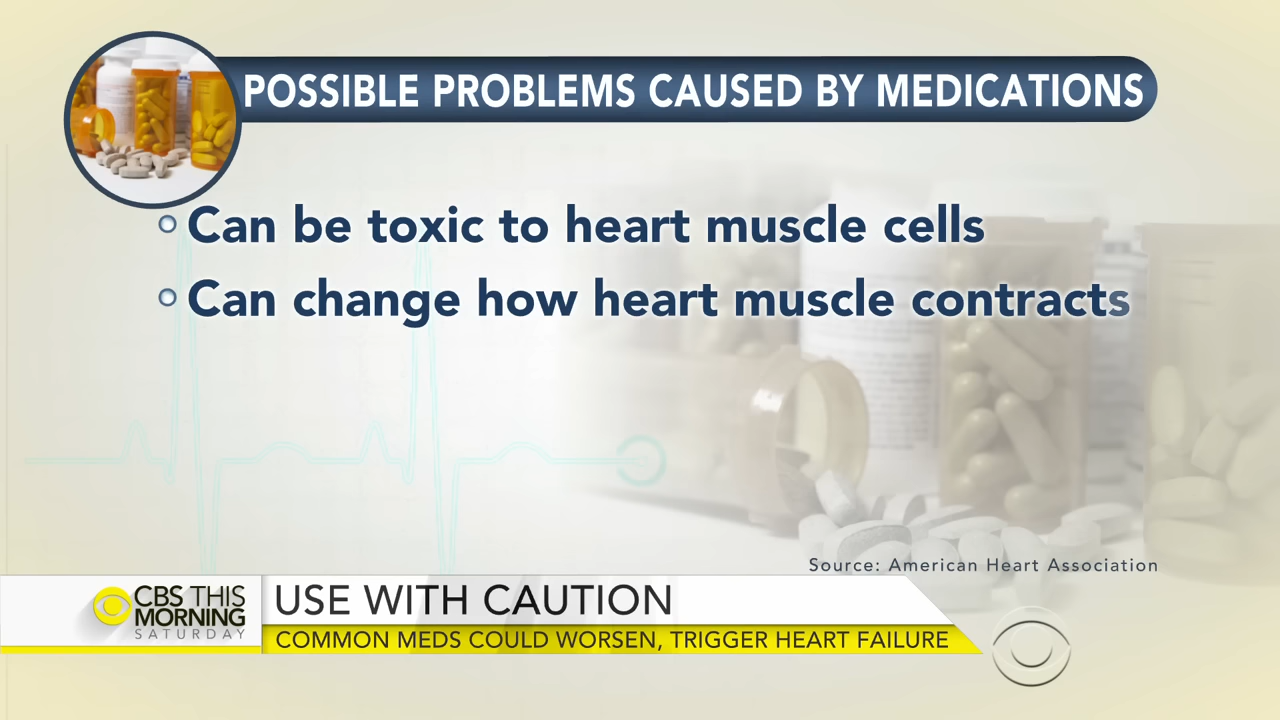 POSSIBLE PROBLEMS CAUSED BY MEDICATIONS
Can be toxic to heart muscle cells
Can change how heart muscle contracts
Source: American Heart Association
CBS THIS
MORNING
SATURDAY
USE WITH CAUTION
COMMON MEDS COULD WORSEN, TRIGGER HEART FAILURE